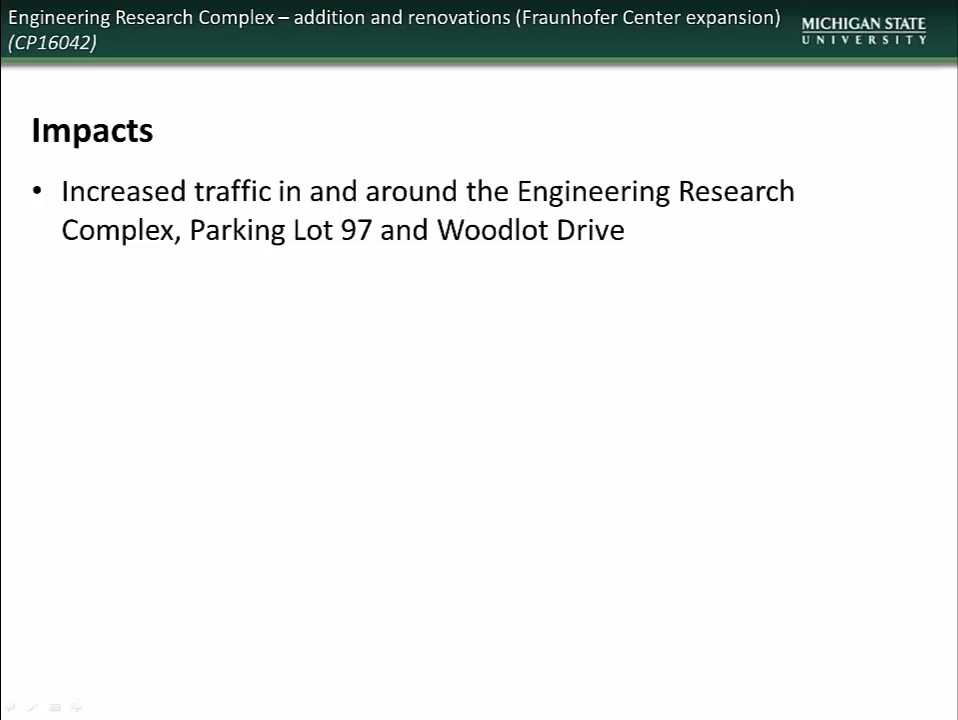 Engineering Research Complex – addition and renovations (Fraunhofer Center expansion)
(CP16042)
MICHIGAN STATE
UNIVERSITY
Impacts
• Increased traffic in and around the Engineering Research
Complex, Parking Lot 97 and Woodlot Drive